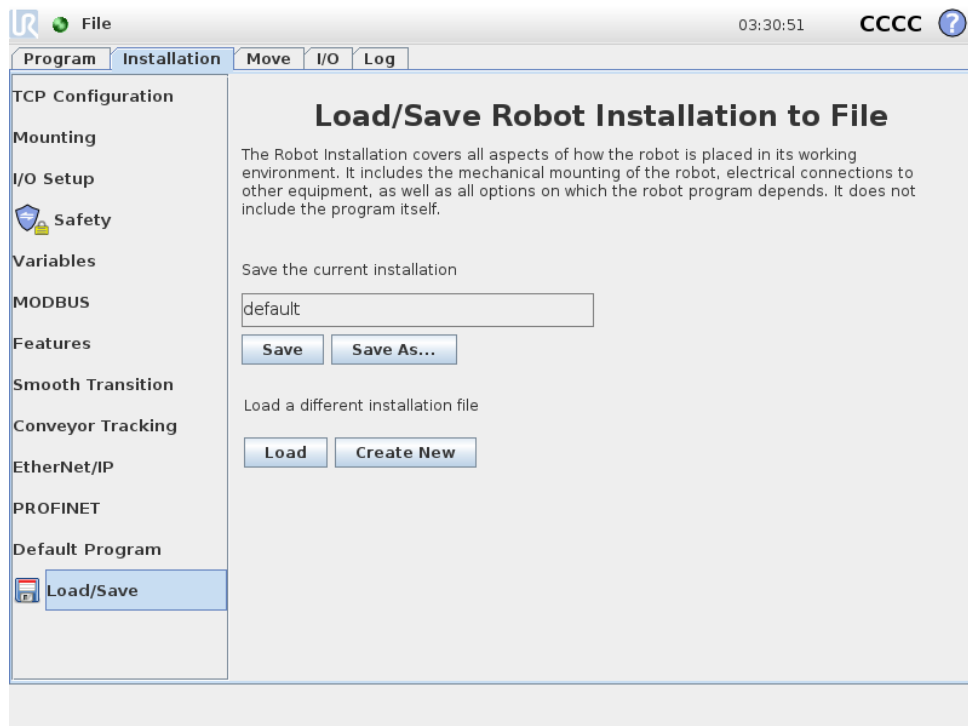 UR File 03:30:51 CCCC ?
Program Installation Move I/O Log
TCP Configuration
Mounting
I/O Setup
Safety
Variables
MODBUS
Features
Smooth Transition
Conveyor Tracking
EtherNet/IP
PROFINET
Default Program
Load/Save
Load/Save Robot Installation to File
The Robot Installation covers all aspects of how the robot is placed in its working
environment. It includes the mechanical mounting of the robot, electrical connections to
other equipment, as well as all options on which the robot program depends. It does not
include the program itself.
Save the current installation
default
Save Save As...
Load a different installation file
Load Create New